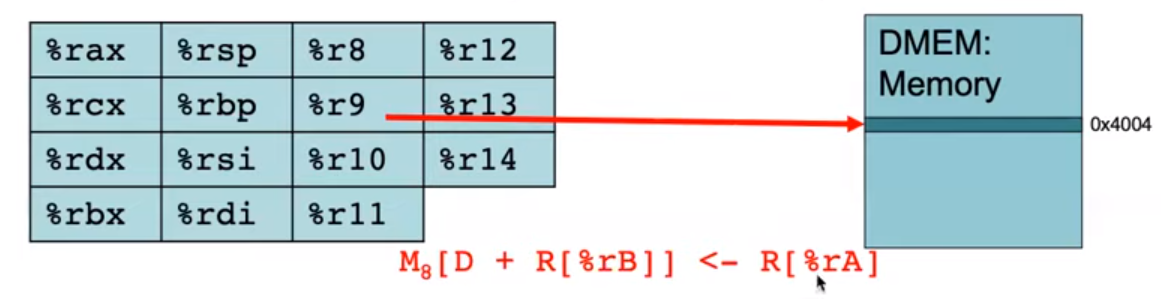 %rax %rsp %r8 %r12
%rcx %rbp %r9 %r13
%rdx %rsi %r10 %r14
%rbx %rdi %r11
DMEM:
Memory
0x4004
M₈[D + R[%rB]] <- R[%rA]